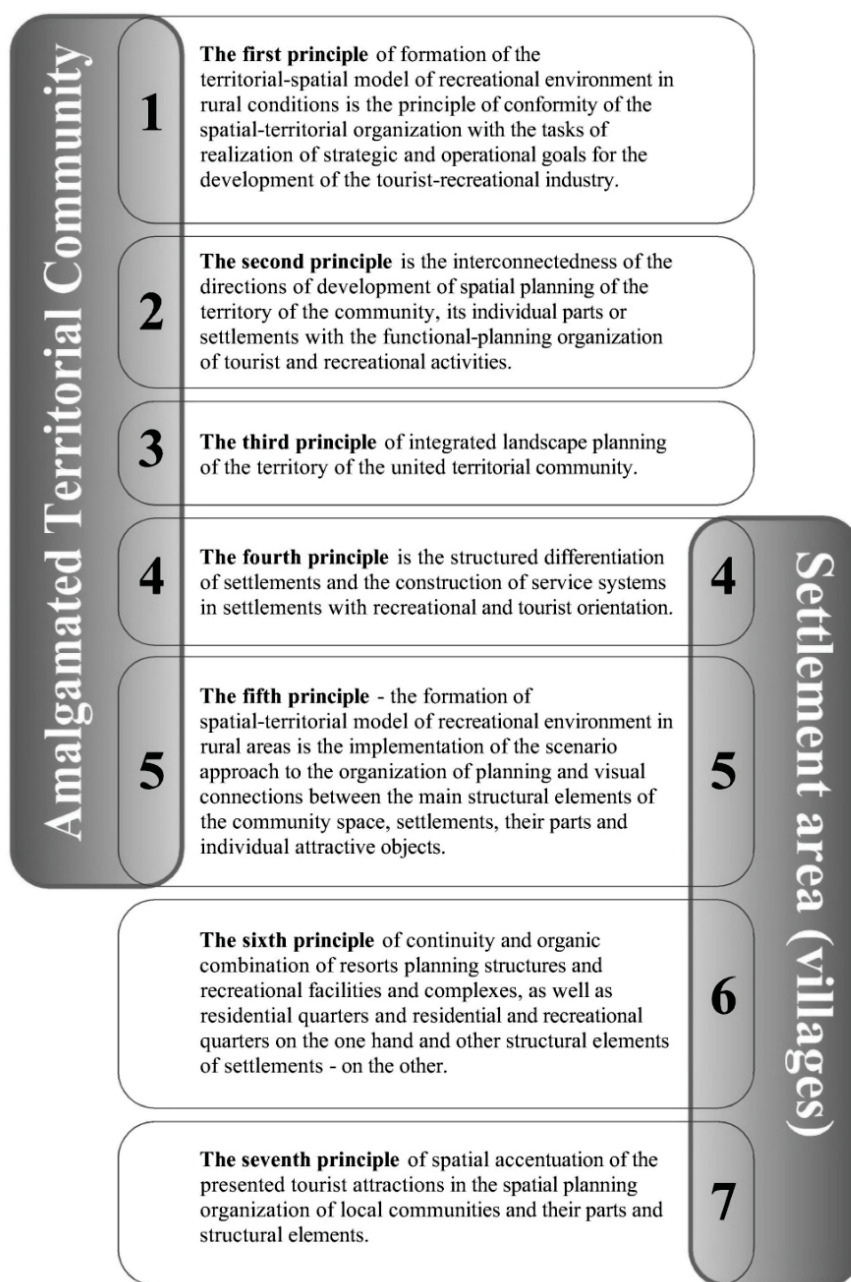 Amalgamated Territorial Community
1
The first principle of formation of the
territorial-spatial model of recreational environment in
rural conditions is the principle of conformity of the
spatial-territorial organization with the tasks of
realization of strategic and operational goals for the
development of the tourist-recreational industry.
2
The second principle is the interconnectedness of the
directions of development of spatial planning of the
territory of the community, its individual parts or
settlements with the functional-planning organization
of tourist and recreational activities.
3
The third principle of integrated landscape planning
of the territory of the united territorial community.
Settlement area (villages)
4
The fourth principle is the structured differentiation
of settlements and the construction of service systems
in settlements with recreational and tourist orientation.
4
5
The fifth principle - the formation of
spatial-territorial model of recreational environment in
rural areas is the implementation of the scenario
approach to the organization of planning and visual
connections between the main structural elements of
the community space, settlements, their parts and
individual attractive objects.
5
The sixth principle of continuity and organic
combination of resorts planning structures and
recreational facilities and complexes, as well as
residential quarters and residential and recreational
quarters on the one hand and other structural elements
of settlements - on the other.
6
The seventh principle of spatial accentuation of the
presented tourist attractions in the spatial planning
organization of local communities and their parts and
structural elements.
7